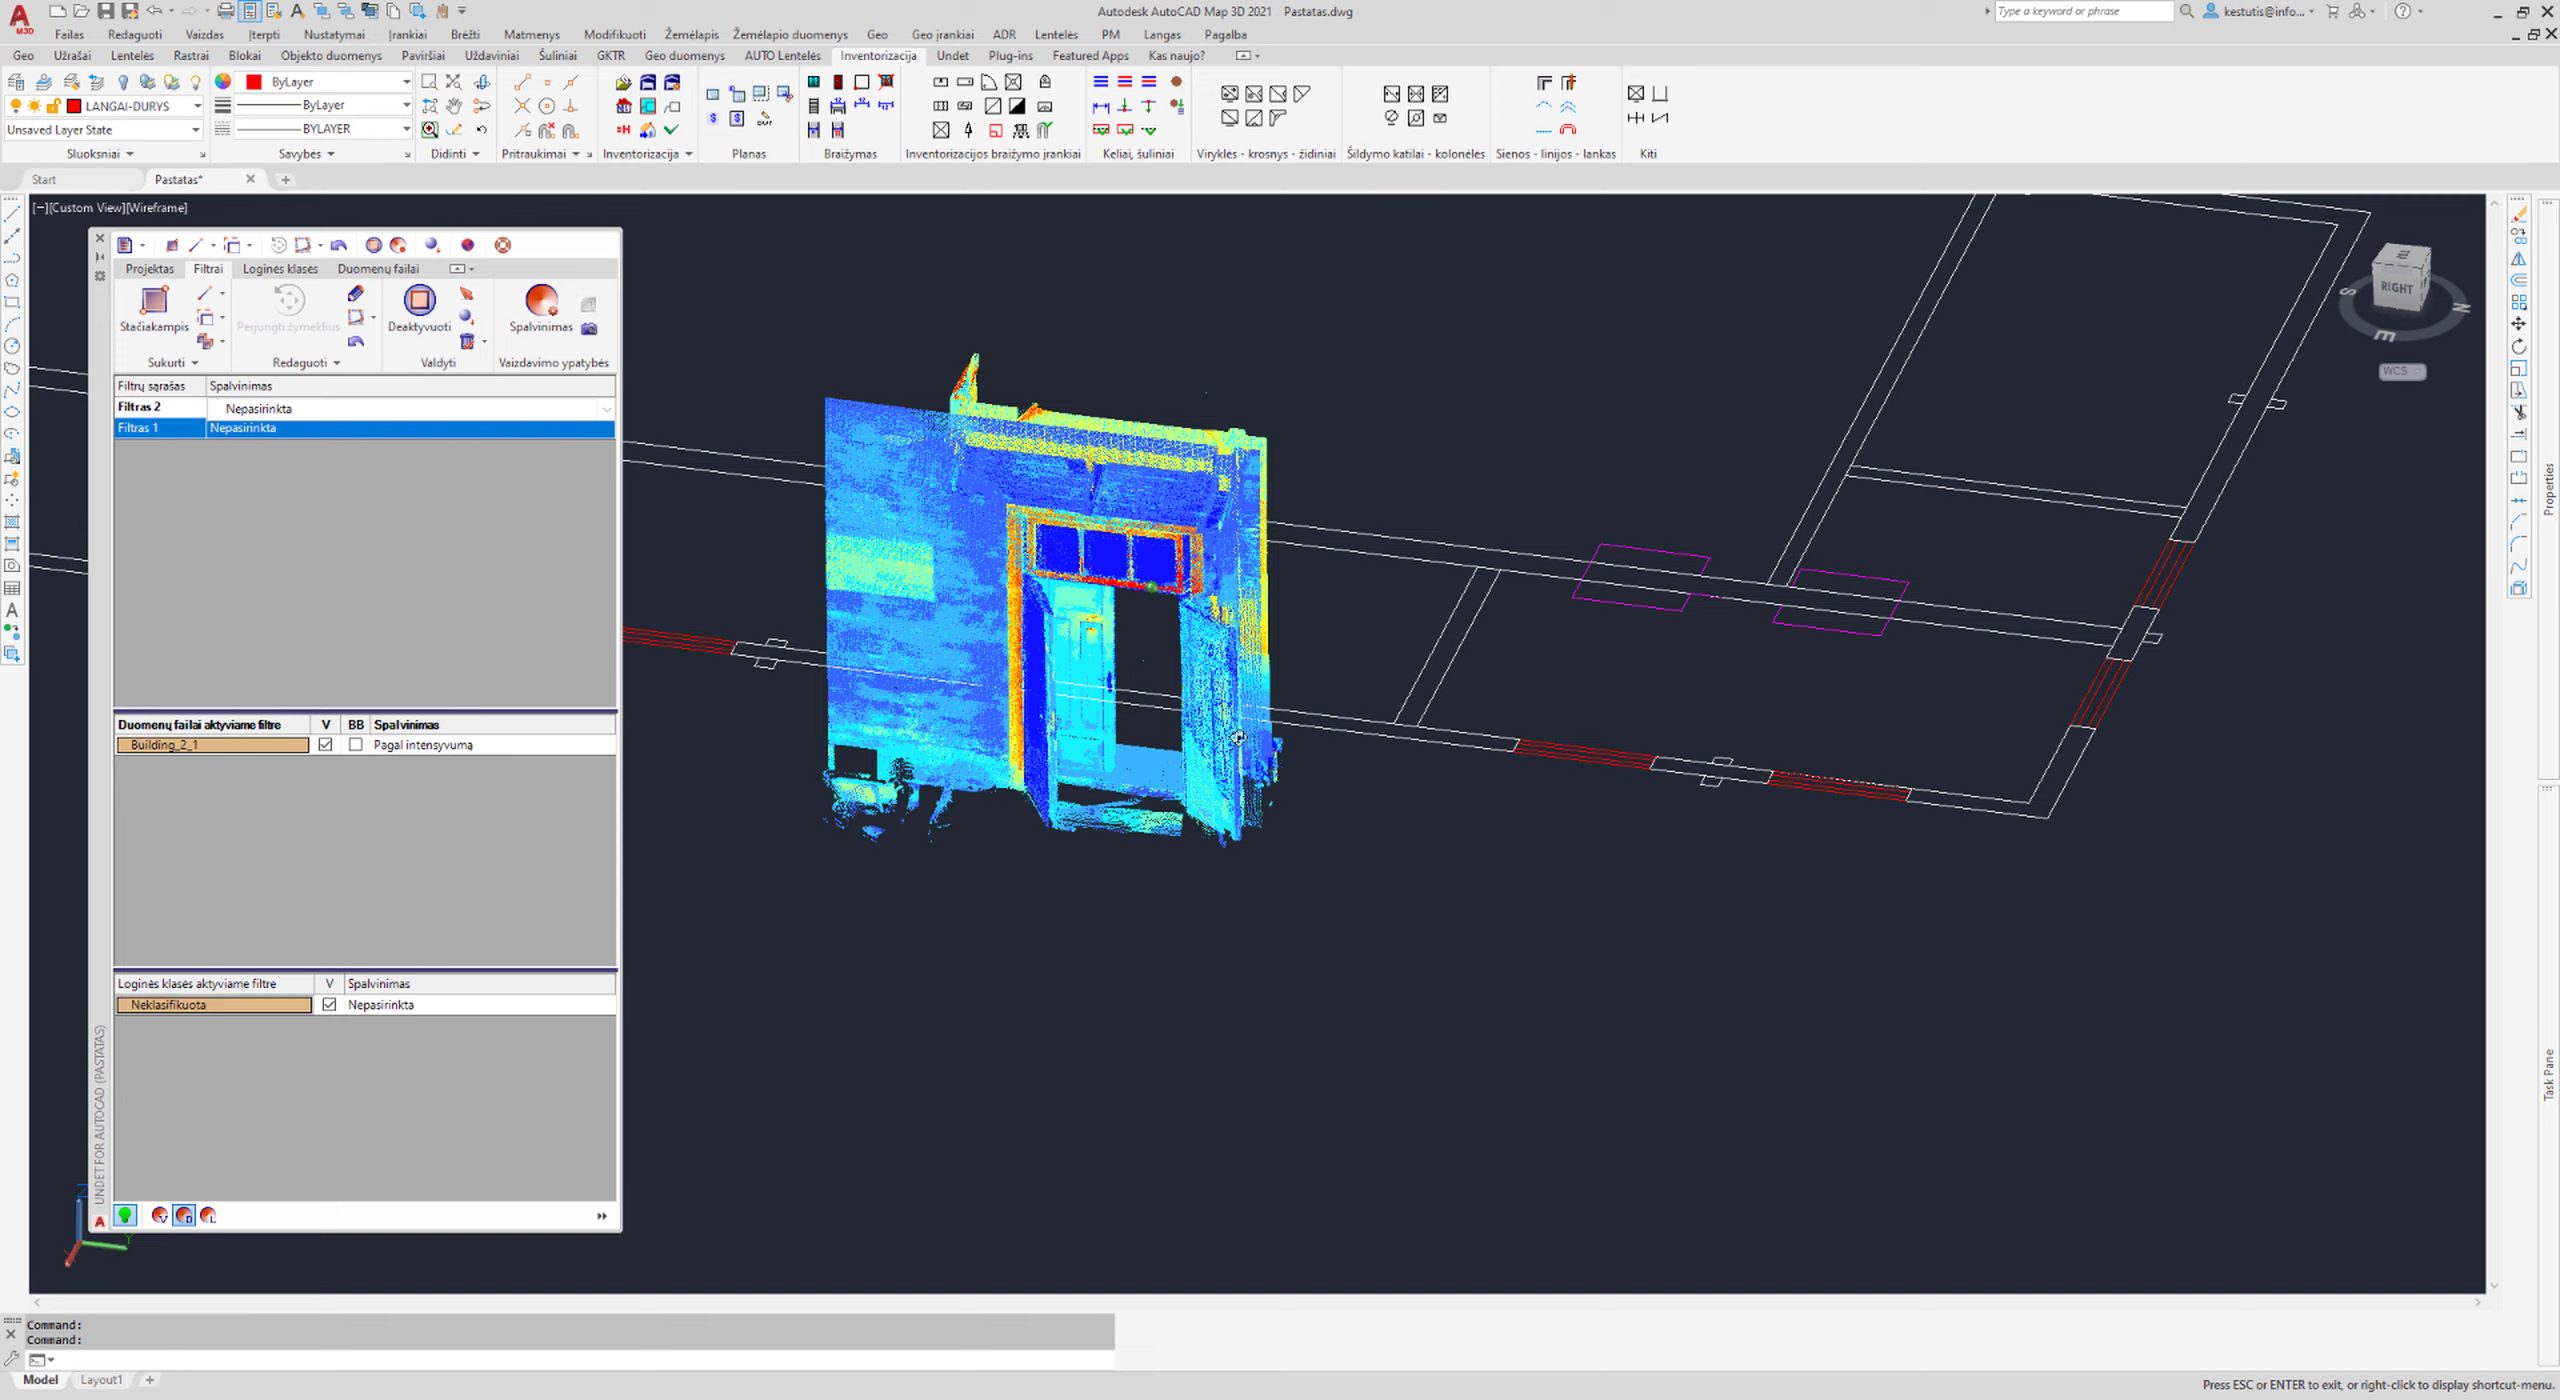 Autodesk AutoCAD Map 3D 2021 Pastatas.dwg
Type a keyword or phrase
kestutis@info...
M3D
Failas Redaguoti Vaizdas Įterpti Nustatymai Įrankiai Brėžti Matmenys Modifikuoti Žemėlapis Žemėlapio duomenys Geo Geo įrankiai ADR Lentelės PM Langas Pagalba
Geo Užrašai Lentelės Rastrai Blokai Objekto duomenys Paviršiai Uždaviniai Šuliniai GKTR Geo duomenys AUTO Lentelės Inventorizacija Undet Plug-ins Featured Apps Kas naujo?
ByLayer
LANGAI-DURYS
ByLayer
Unsaved Layer State
BYLAYER
Sluoksniai Savybės Didinti Pritraukimai Inventorizacija Planas Braižymas Inventorizacijos braižymo įrankiai Keliai, šuliniai Viryklės - krosnys - židiniai Šildymo katilai - kolonėlės Sienos - linijos - lankas Kiti
Start Pastatas*
[−][Custom View][Wireframe]
Projektas Filtrai Loginės klasės Duomenų failai
Stačiakampis Perjungti žymeklius Deaktyvuoti Spalvinimas
Sukurti Redaguoti Valdyti Vaizdavimo ypatybės
Filtrų sąrašas Spalvinimas
Filtras 2 Nepasirinkta
Filtras 1 Nepasirinkta
Duomenų failai aktyviame filtre V BB Spalvinimas
Building_2_1 Pagal intensyvumą
Loginės klasės aktyviame filtre V Spalvinimas
Neklasifikuota Nepasirinkta
UNDET FOR AUTOCAD (PASTATAS)
RIGHT
S
N
E
WCS
Properties
Task Pane
Z
Y
Command:
Command:
Model Layout1
Press ESC or ENTER to exit, or right-click to display shortcut-menu.